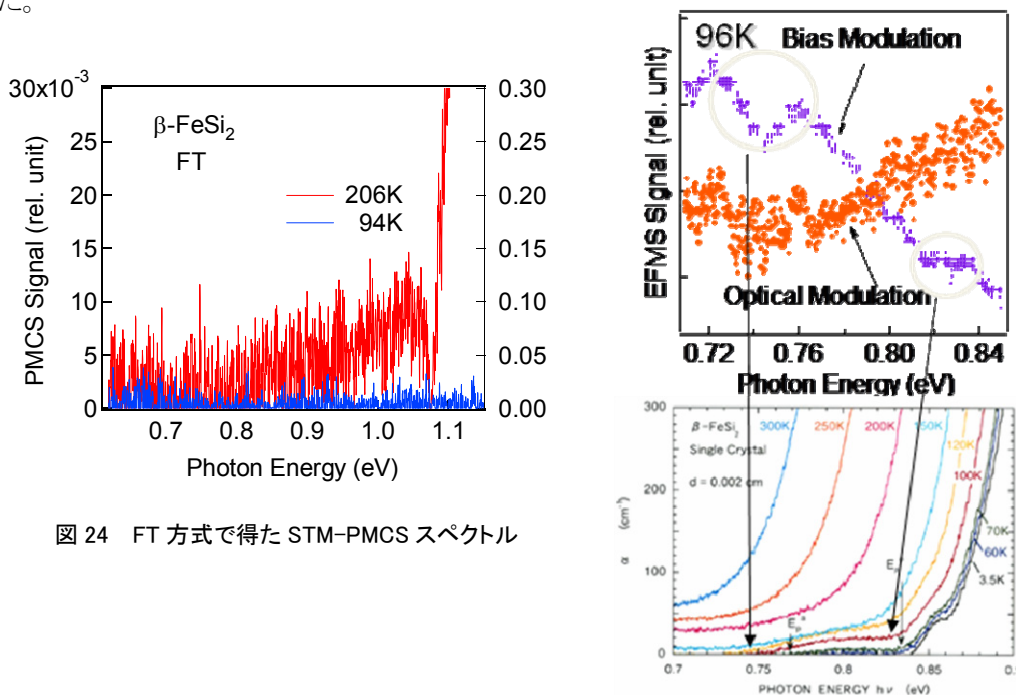 た。
30x10-3
25
20
15
10
5
0
0.30
0.25
0.20
0.15
0.10
0.05
0.00
β-FeSi2
FT
206K
94K
PMCS Signal (rel. unit)
0.7 0.8 0.9 1.0 1.1
Photon Energy (eV)
図 24 FT 方式で得た STM-PMCS スペクトル
96K Bias Modulation
EFMS Signal (rel. unit)
Optical Modulation
0.72 0.76 0.80 0.84
Photon Energy (eV)
300
200
100
0
α (cm-1)
β-FeSi2
Single Crystal
d = 0.002 cm
300K 250K 200K 150K
120K
100K
70K
60K
3.5K
0.7 0.75 0.8 0.85
PHOTON ENERGY hν (eV)